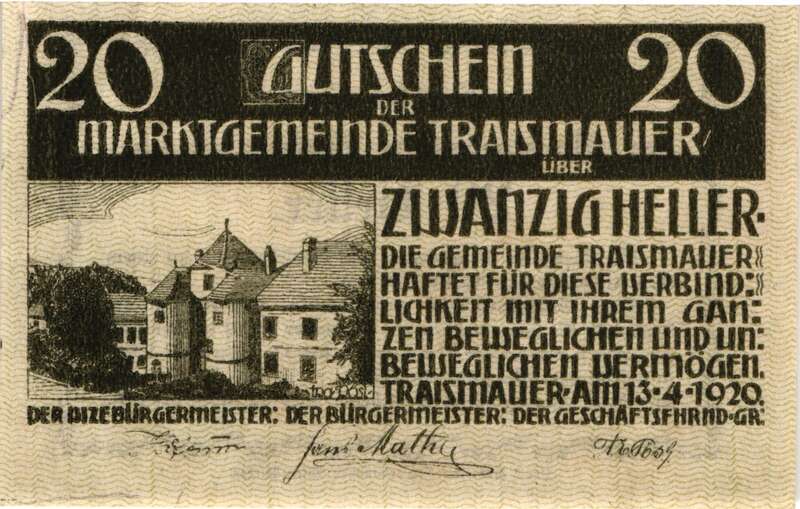 20 GUTSCHEIN 20
DER
MARKTGEMEINDE TRAISMAUER
ÜBER
ZWANZIG HELLER.
DIE GEMEINDE TRAISMAUER
HAFTET FÜR DIESE VERBIND:
LICHKEIT MIT IHREM GAN:
ZEN BEWEGLICHEN UND UN:
BEWEGLICHEN VERMÖGEN.
TRAISMAUER·AM 13·4·1920.
DER VIZEBÜRGERMEISTER: DER BÜRGERMEISTER: DER GESCHÄFTSFHRND·GR:
Hans Mathe